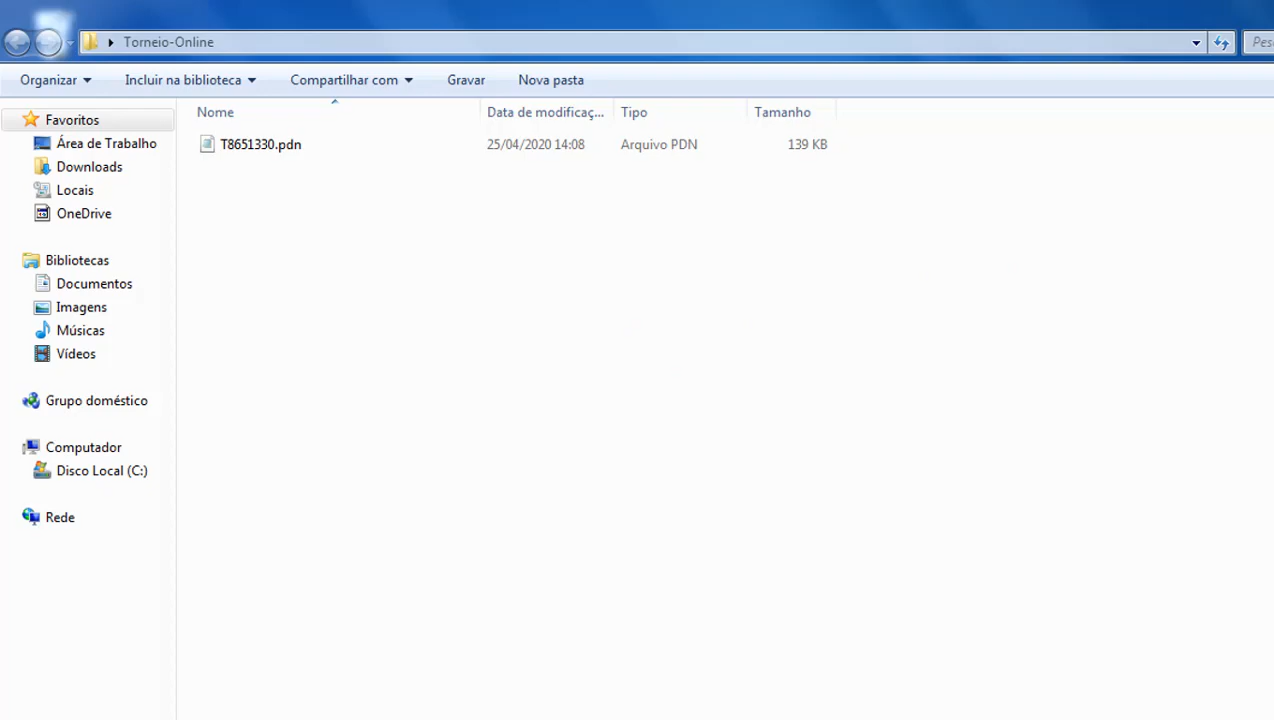 Torneio-Online
Pes
Organizar Incluir na biblioteca Compartilhar com Gravar Nova pasta
Favoritos
Área de Trabalho
Downloads
Locais
OneDrive
Bibliotecas
Documentos
Imagens
Músicas
Vídeos
Grupo doméstico
Computador
Disco Local (C:)
Rede
Nome Data de modificaç... Tipo Tamanho
T8651330.pdn 25/04/2020 14:08 Arquivo PDN 139 KB